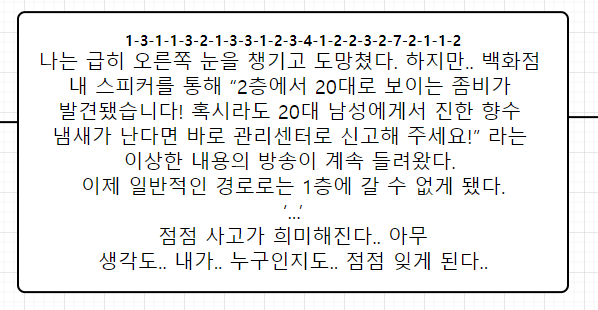 1-3-1-1-3-2-1-3-3-1-2-3-4-1-2-2-3-2-7-2-1-1-2
나는 급히 오른쪽 눈을 챙기고 도망쳤다. 하지만.. 백화점
내 스피커를 통해 “2층에서 20대로 보이는 좀비가
발견됐습니다! 혹시라도 20대 남성에게서 진한 향수
냄새가 난다면 바로 관리센터로 신고해 주세요!” 라는
이상한 내용의 방송이 계속 들려왔다.
이제 일반적인 경로로는 1층에 갈 수 없게 됐다.
‘...’
점점 사고가 희미해진다.. 아무
생각도.. 내가.. 누구인지도.. 점점 잊게 된다..